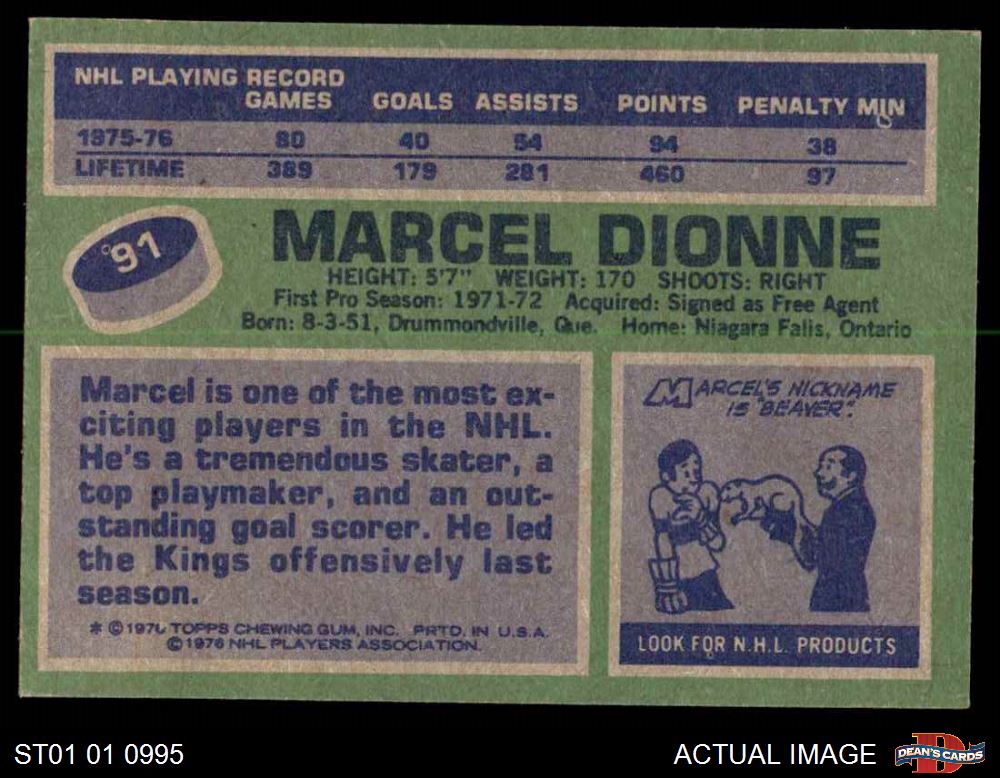 NHL PLAYING RECORD
GAMES GOALS ASSISTS POINTS PENALTY MIN
1975-76 80 40 54 94 38
LIFETIME 389 179 281 460 97
91
MARCEL DIONNE
HEIGHT: 5'7" WEIGHT: 170 SHOOTS: RIGHT
First Pro Season: 1971-72 Acquired: Signed as Free Agent
Born: 8-3-51, Drummondville, Que. Home: Niagara Falls, Ontario
Marcel is one of the most ex-
citing players in the NHL.
He's a tremendous skater, a
top playmaker, and an out-
standing goal scorer. He led
the Kings offensively last
season.
* © 1976 TOPPS CHEWING GUM, INC. PRTD. IN U.S.A.
© 1976 NHL PLAYERS ASSOCIATION.
MARCEL'S NICKNAME
IS "BEAVER".
LOOK FOR N.H.L. PRODUCTS
ST01 01 0995
ACTUAL IMAGE
D
DEAN'S CARDS